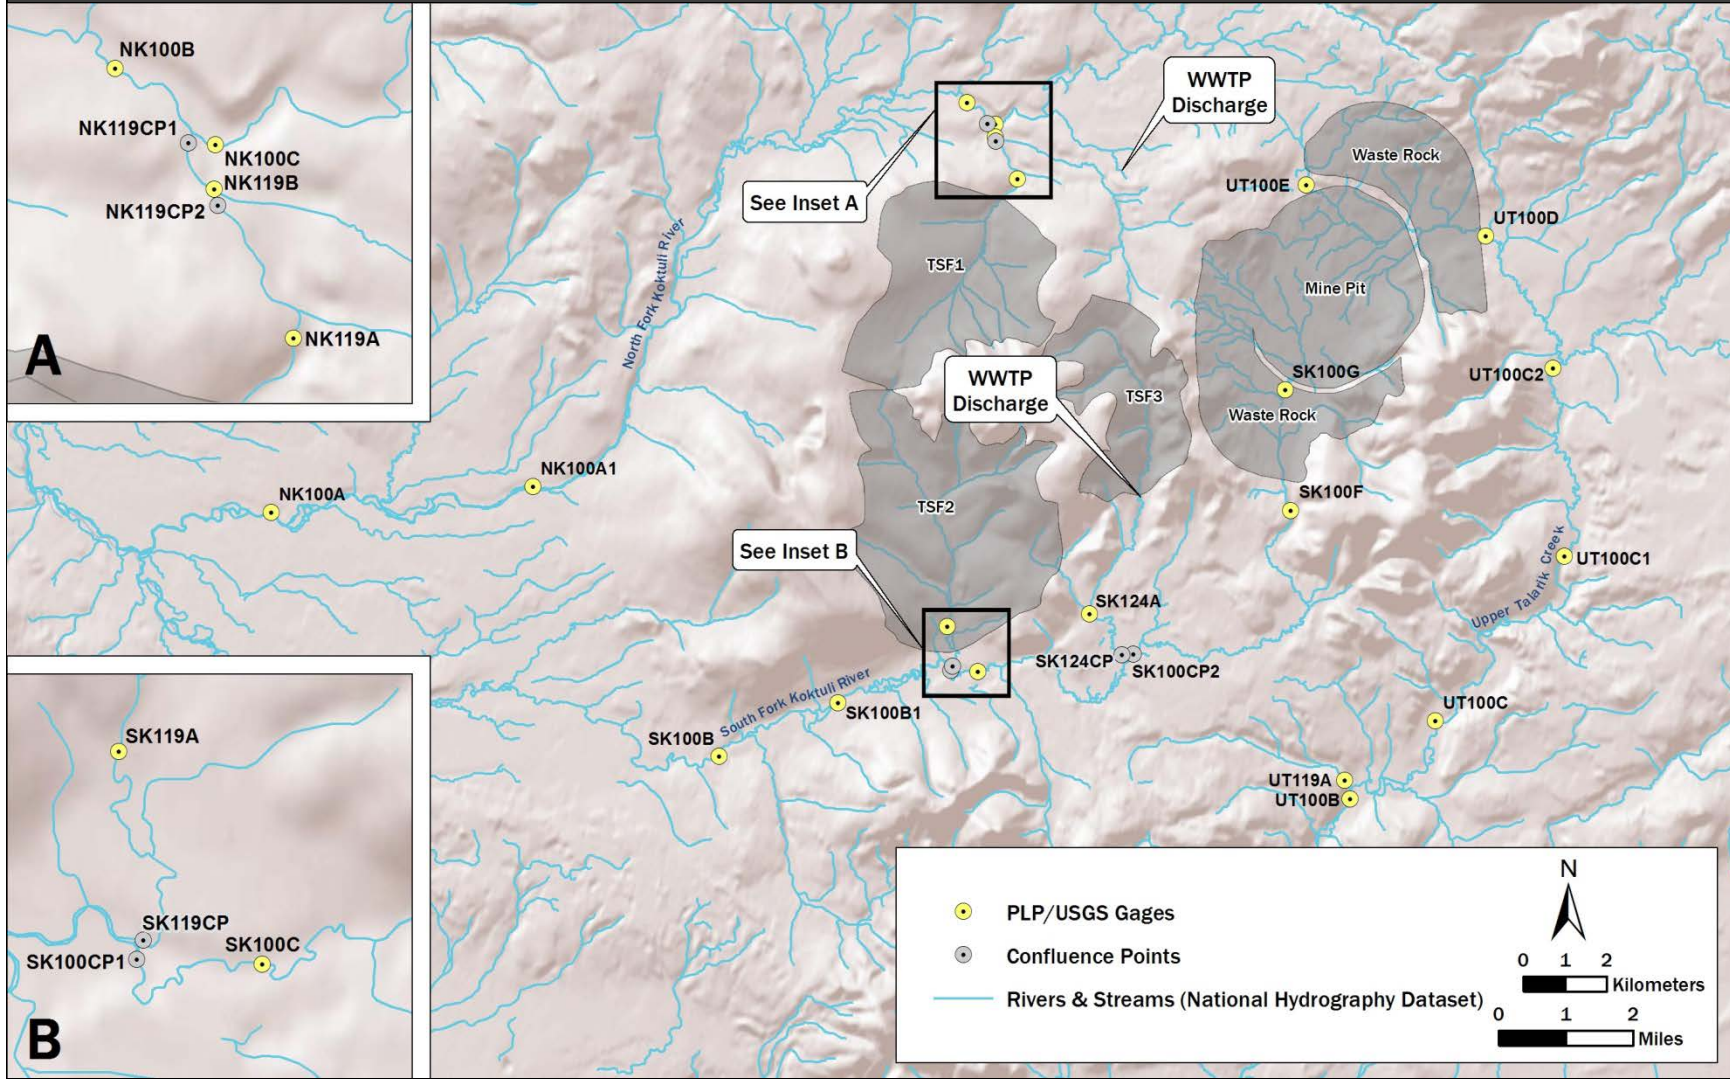 NK100B
NK119CP1
NK100C
NK119B
NK119CP2
NK119A
A
WWTP
Discharge
See Inset A
Waste Rock
UT100E
UT100D
TSF1
Mine Pit
North Fork Koktuli River
WWTP
Discharge
SK100G
TSF3
Waste Rock
UT100C2
NK100A1
NK100A
TSF2
SK100F
See Inset B
UT100C1
Upper Talarik Creek
SK124A
SK124CP
SK100CP2
South Fork Koktuli River
SK100B1
SK100B
UT100C
UT119A
UT100B
SK119A
SK119CP
SK100C
SK100CP1
B
PLP/USGS Gages
Confluence Points
Rivers & Streams (National Hydrography Dataset)
N
0 1 2
Kilometers
0 1 2
Miles